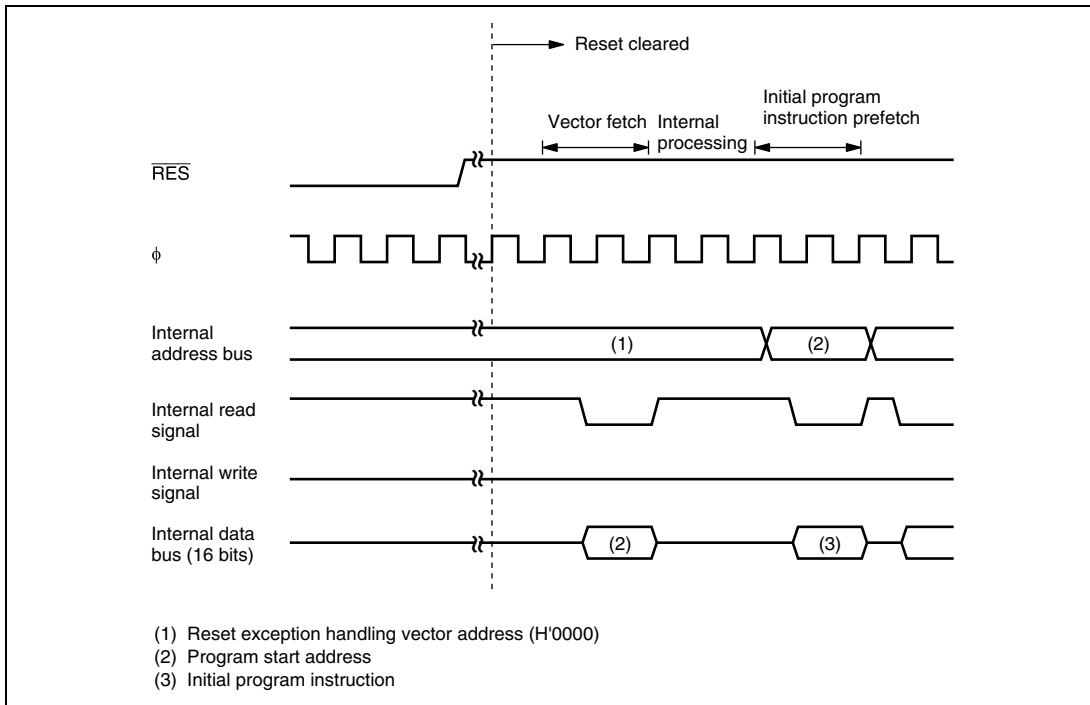 Reset cleared
Initial program
instruction prefetch
Vector fetch
Internal
processing
RES
φ
Internal
address bus
(1)
(2)
Internal read
signal
Internal write
signal
Internal data
bus (16 bits)
(2)
(3)
(1) Reset exception handling vector address (H'0000)
(2) Program start address
(3) Initial program instruction